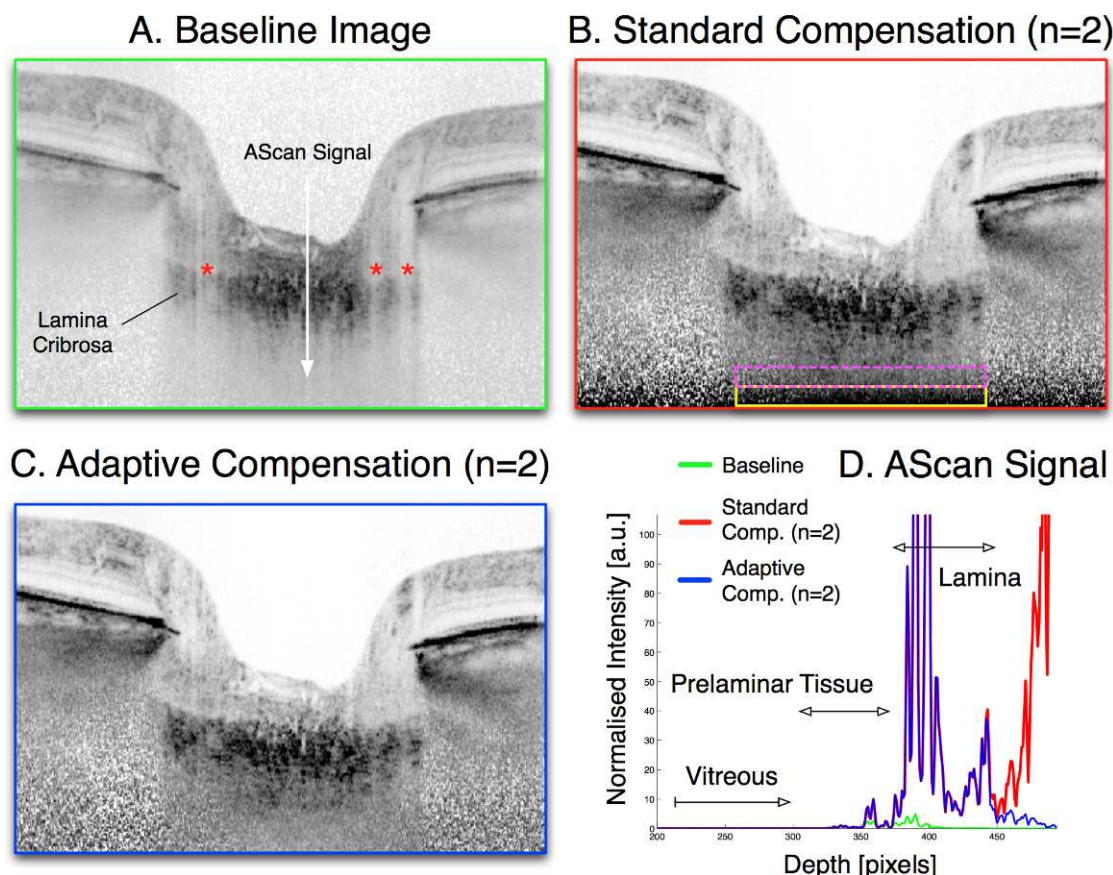 A. Baseline Image
B. Standard Compensation (n=2)
AScan Signal
*
*
*
Lamina
Cribrosa
C. Adaptive Compensation (n=2)
D. AScan Signal
Baseline
Standard
Comp. (n=2)
Adaptive
Comp. (n=2)
Normalised Intensity [a.u.]
100
90
80
70
60
50
40
30
20
10
0
Lamina
Prelaminar Tissue
Vitreous
200
250
300
350
400
450
Depth [pixels]